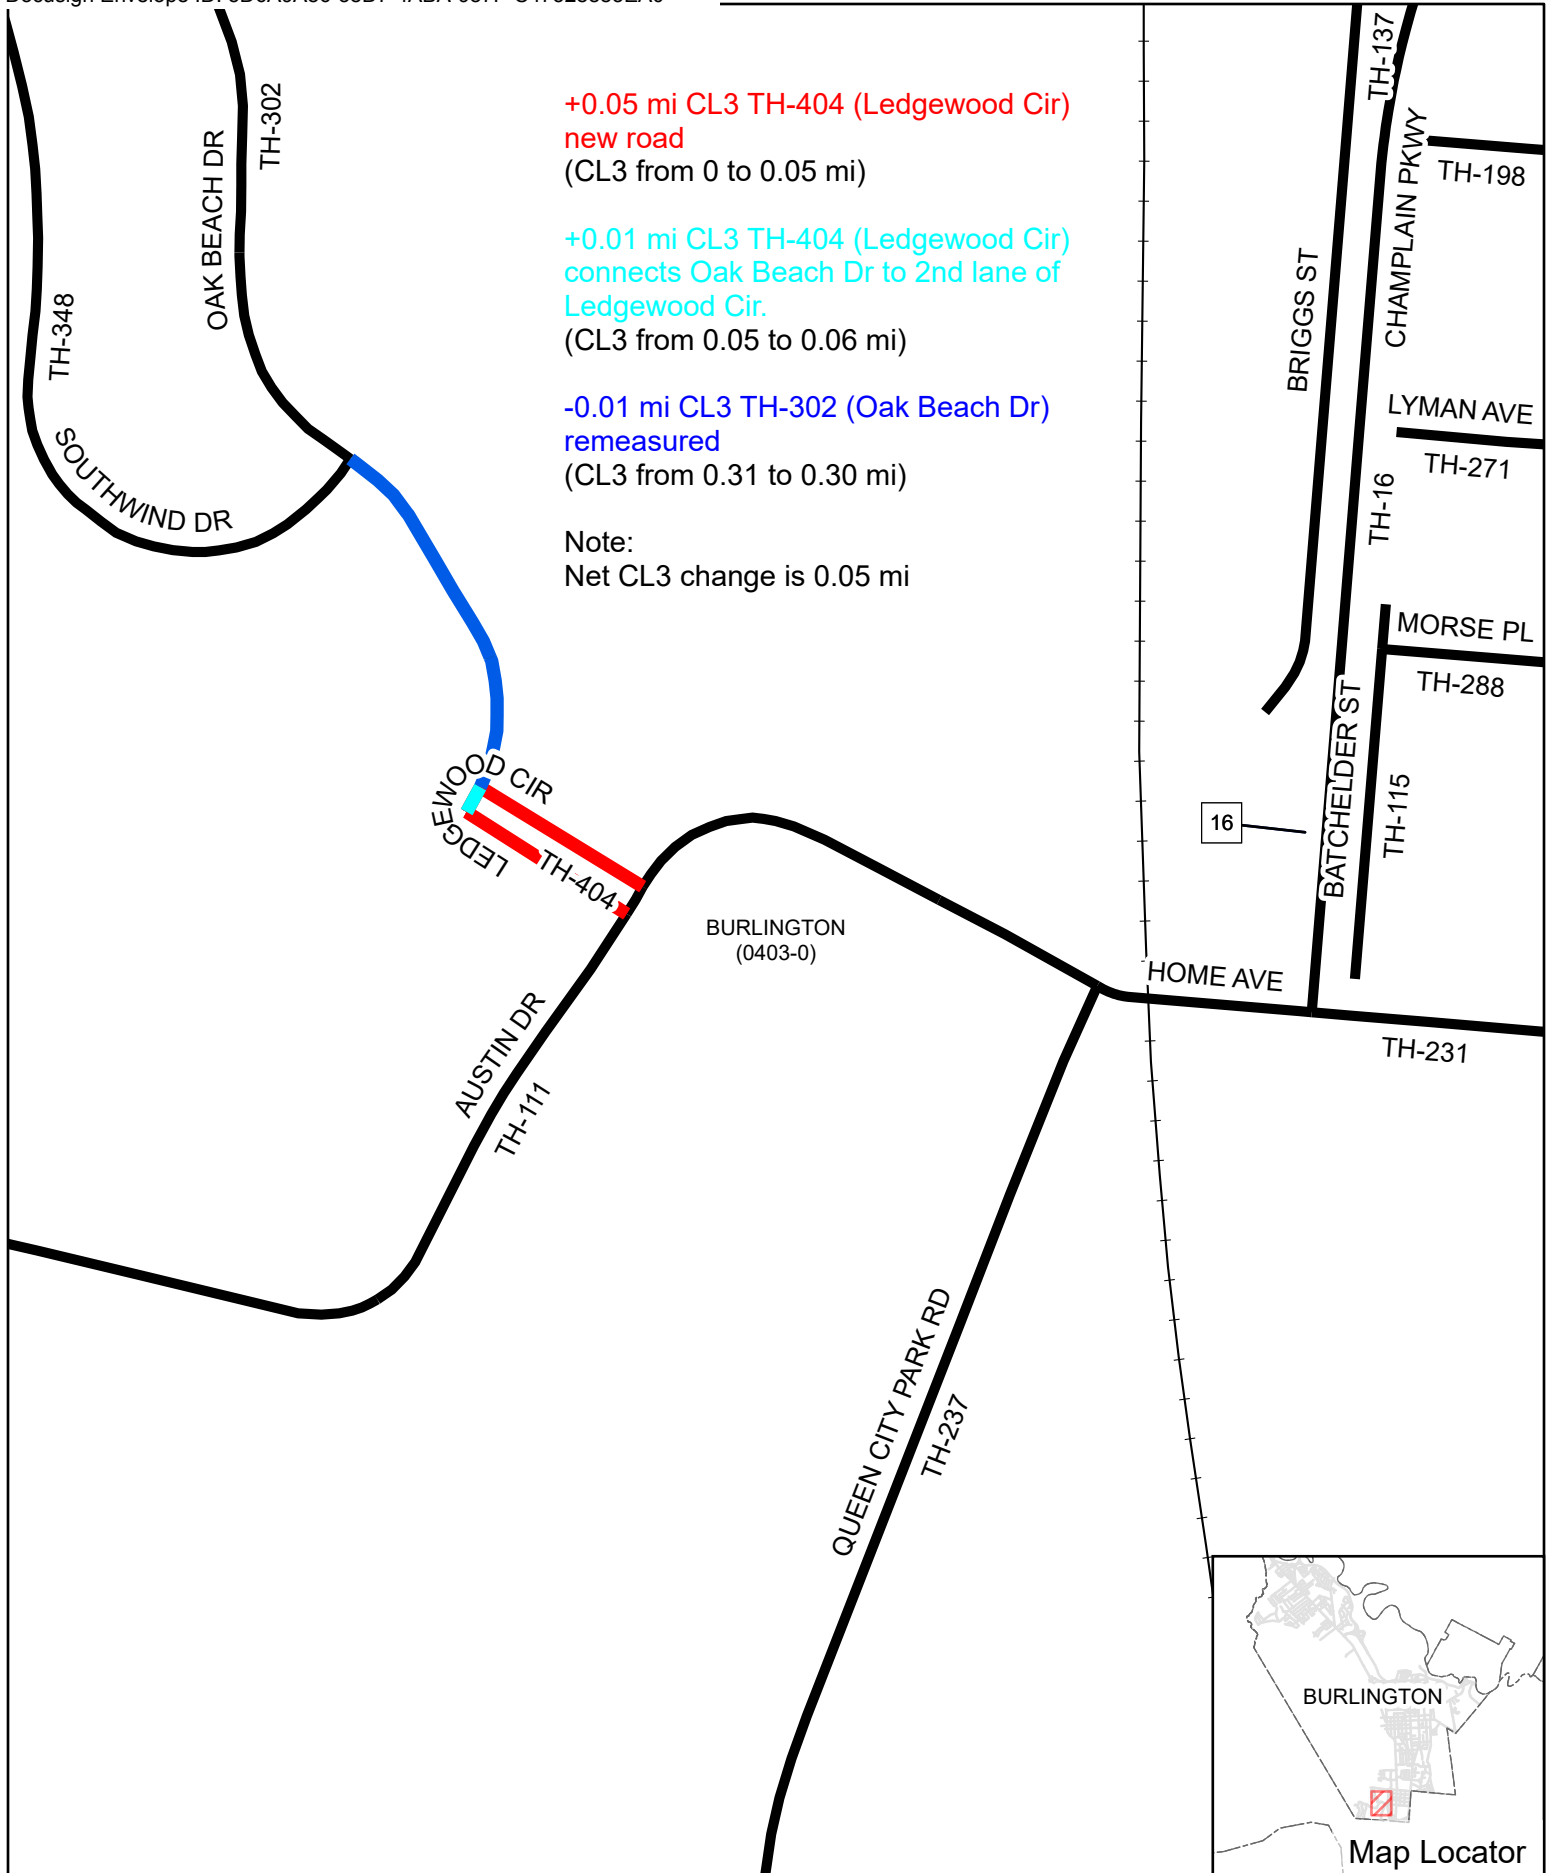 TH-302
OAK BEACH DR
TH-348
SOUTHWIND DR
+0.05 mi CL3 TH-404 (Ledgewood Cir)
new road
(CL3 from 0 to 0.05 mi)
+0.01 mi CL3 TH-404 (Ledgewood Cir)
connects Oak Beach Dr to 2nd lane of
Ledgewood Cir.
(CL3 from 0.05 to 0.06 mi)
-0.01 mi CL3 TH-302 (Oak Beach Dr)
remeasured
(CL3 from 0.31 to 0.30 mi)
Note:
Net CL3 change is 0.05 mi
TH-137
CHAMPLAIN PKWY
TH-198
BRIGGS ST
LYMAN AVE
TH-271
TH-16
MORSE PL
TH-288
BATCHELDER ST
TH-115
16
LEDGEWOOD CIR
TH-404
BURLINGTON
(0403-0)
HOME AVE
TH-231
AUSTIN DR
TH-111
QUEEN CITY PARK RD
TH-237
BURLINGTON
Map Locator